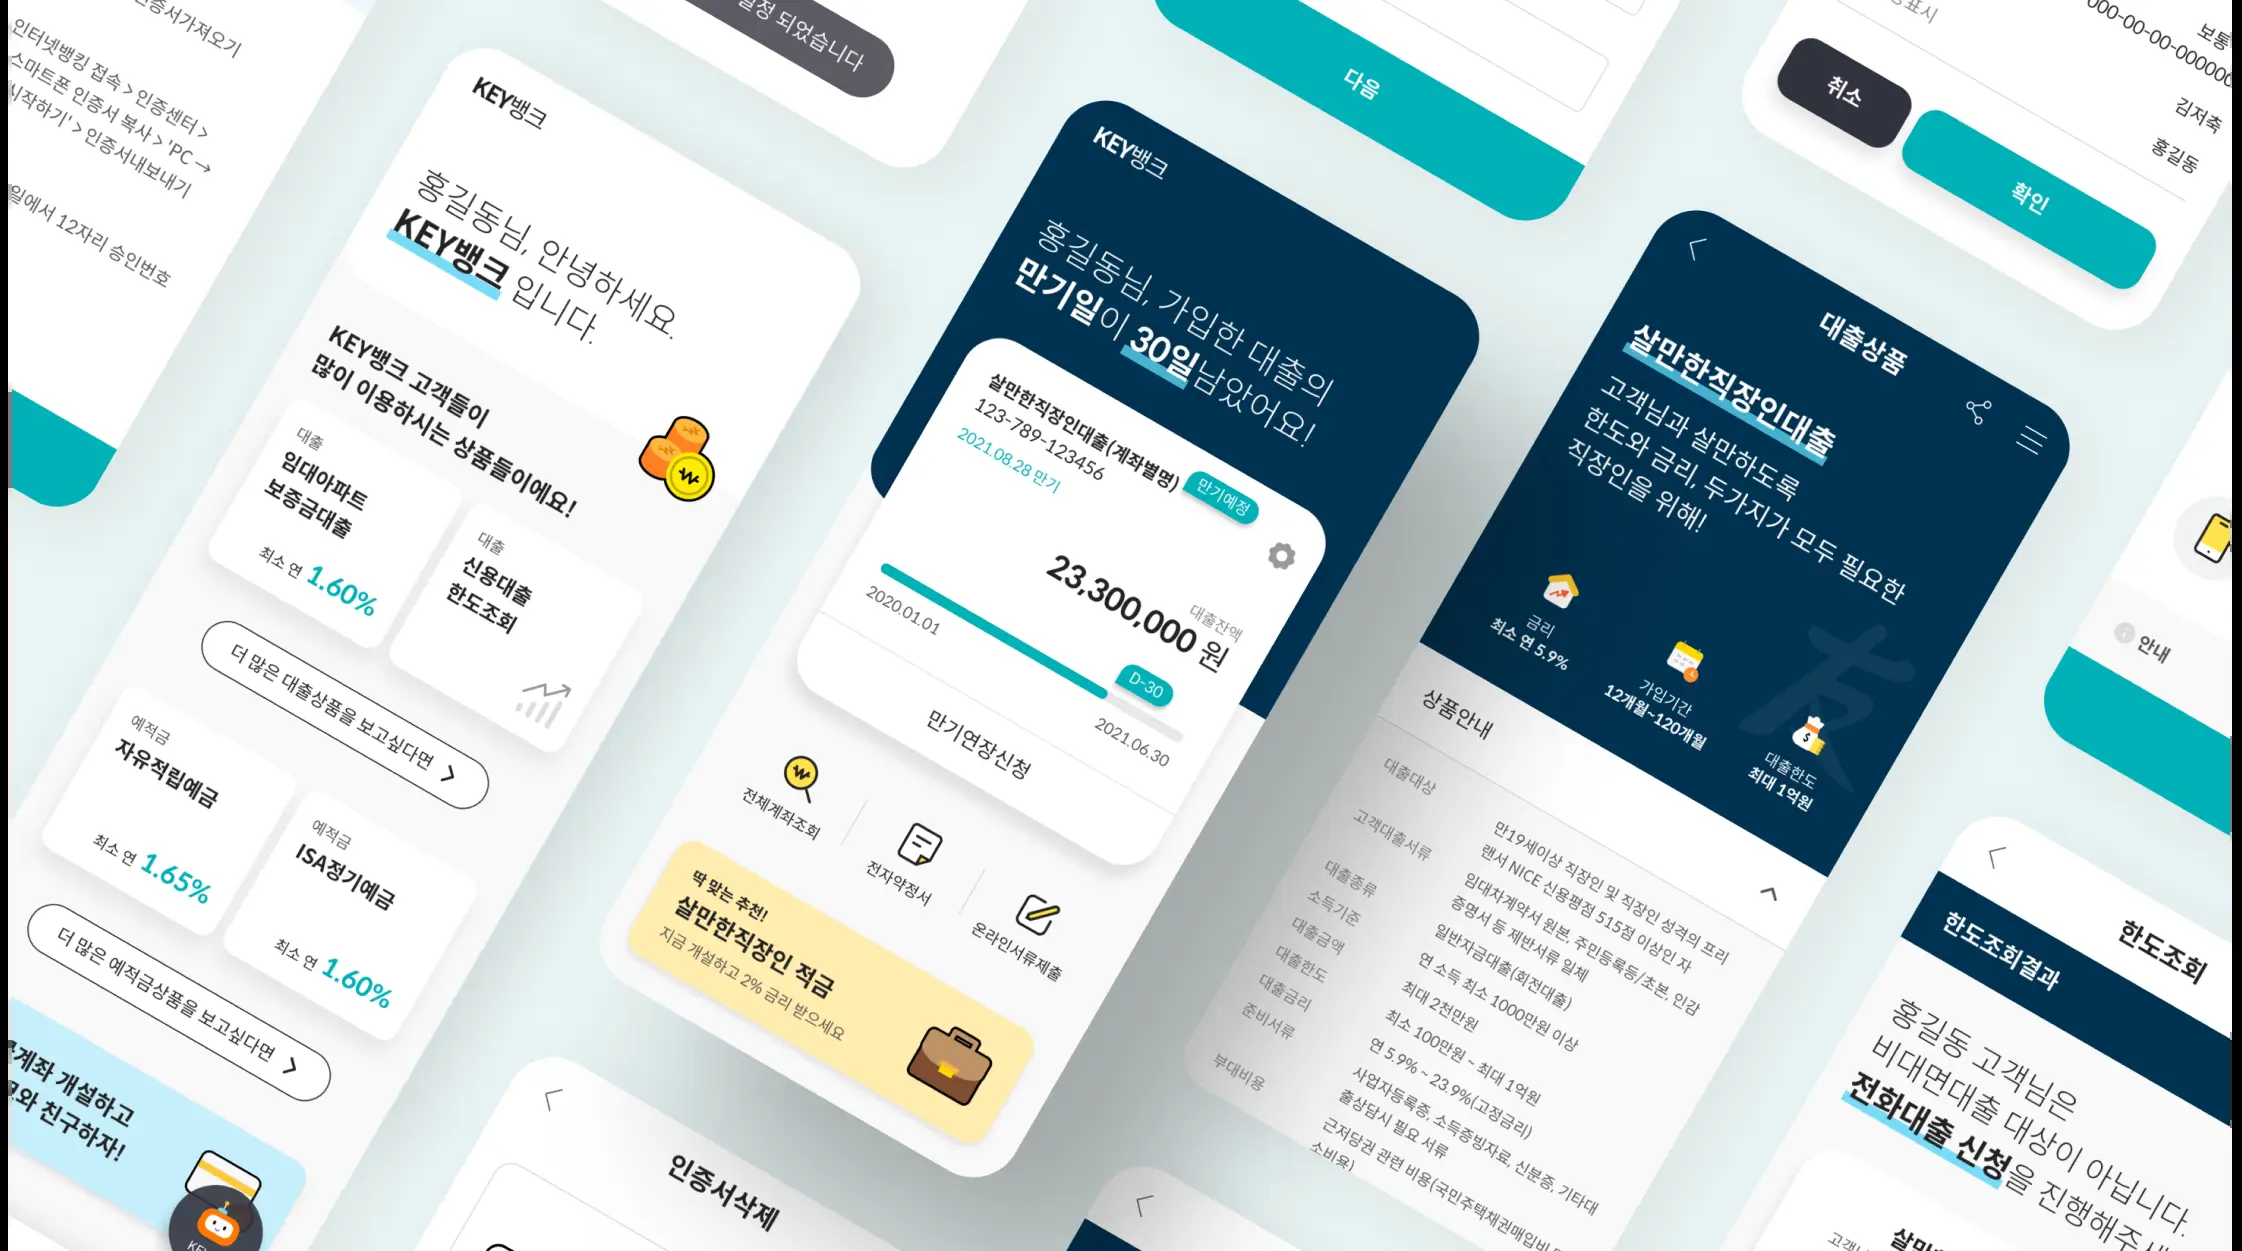 인증서가져오기
인터넷뱅킹 접속 > 인증센터 >
스마트폰 인증서 복사 > 'PC →
시작하기' > 인증서내보내기
일에서 12자리 승인번호
KEY뱅크
홍길동님, 안녕하세요.
KEY뱅크 입니다.
KEY뱅크 고객들이
많이 이용하시는 상품들이에요!
대출
임대아파트
보증금대출
최소 연 1.60%
대출
신용대출
한도조회
더 많은 대출상품을 보고싶다면
예적금
자유적립예금
최소 연 1.65%
예적금
ISA정기예금
최소 연 1.60%
더 많은 예적금상품을 보고싶다면
계좌 개설하고
와 친구하자!
되었습니다
KEY뱅크
홍길동님, 가입한 대출의
만기일이 30일남았어요!
살만한직장인대출(계좌별명)
만기예정
123-789-123456
2021.08.28 만기
대출잔액
23,300,000 원
D-30
2020.01.01
2021.06.30
만기연장신청
전체계좌조회
전자약정서
온라인서류제출
딱 맞는 추천!
살만한직장인 적금
지금 개설하고 2% 금리 받으세요
인증서삭제
다음
표시
000-00-00-000000
보통
김저축
홍길동
취소
확인
대출상품
살만한직장인대출
고객님과 살만하도록
한도와 금리, 두가지가 모두 필요한
직장인을 위해!
금리
최소 연 5.9%
가입기간
12개월~120개월
대출한도
최대 1억원
상품안내
대출대상
만19세이상 직장인 및 직장인 성격의 프리
랜서 NICE 신용평점 515점 이상인 자
고객대출서류
임대차계약서 원본, 주민등록등/초본, 인감
증명서 등 제반서류 일체
대출종류
일반자금대출(회전대출)
소득기준
연 소득 최소 1000만원 이상
대출금액
최대 2천만원
대출한도
최소 100만원 ~ 최대 1억원
대출금리
연 5.9% ~ 23.9%(고정금리)
준비서류
사업자등록증, 소득증빙자료, 신분증, 기타대
출상담시 필요 서류
부대비용
근저당권 관련 비용(국민주택채권매입비
소비용)
안내
한도조회
한도조회결과
홍길동 고객님은
비대면대출 대상이 아닙니다.
전화대출 신청을 진행해주